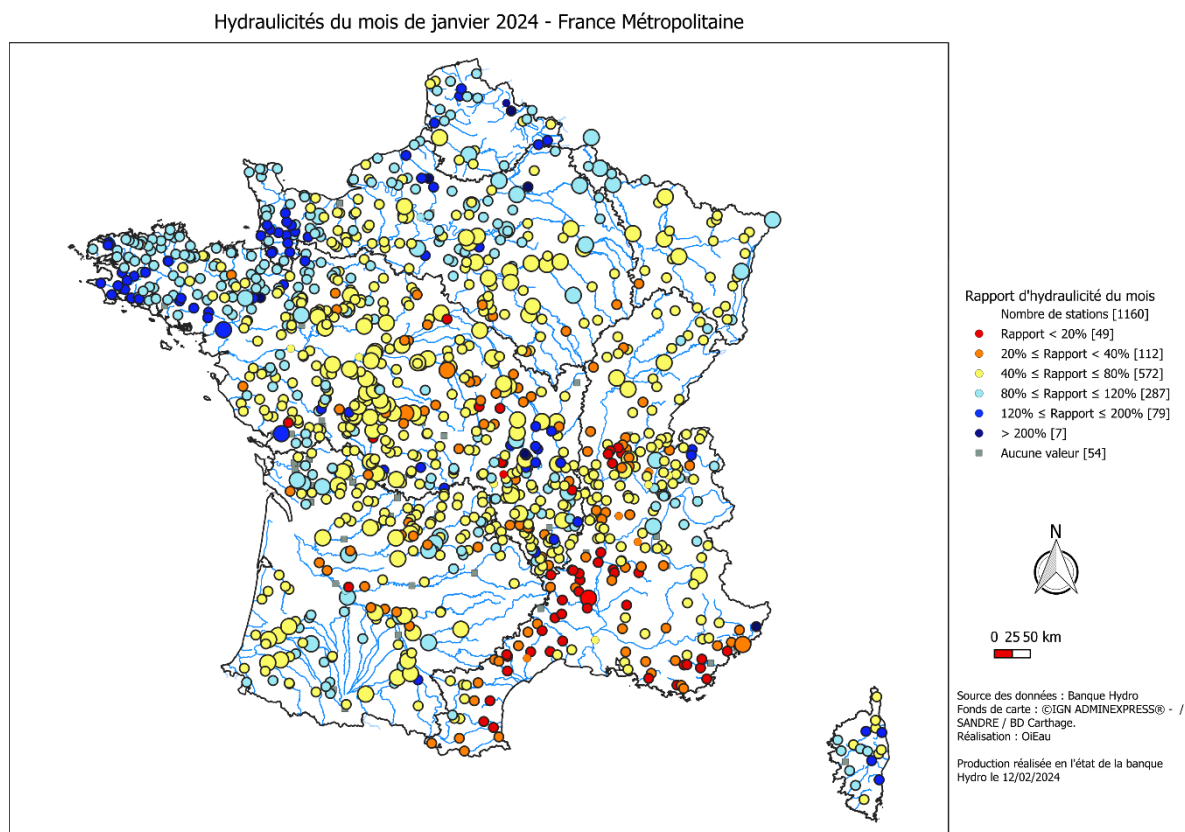 Hydraulicités du mois de janvier 2024 - France Métropolitaine
Rapport d'hydraulicité du mois
Nombre de stations [1160]
Rapport < 20% [49]
20% ≤ Rapport < 40% [112]
40% ≤ Rapport ≤ 80% [572]
80% ≤ Rapport ≤ 120% [287]
120% ≤ Rapport ≤ 200% [79]
> 200% [7]
Aucune valeur [54]
N
0 25 50 km
Source des données : Banque Hydro
Fonds de carte : ©IGN ADMINEXPRESS® - /
SANDRE / BD Carthage.
Réalisation : OiEau
Production réalisée en l'état de la banque
Hydro le 12/02/2024